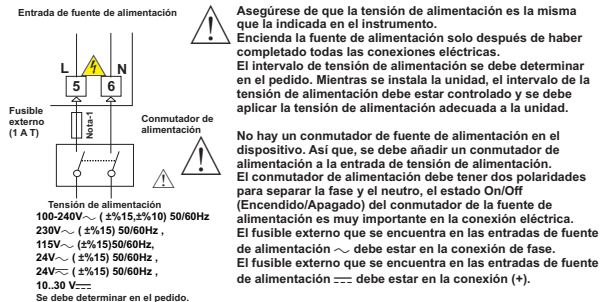 Entrada de fuente de alimentación
L
N
5
6
Fusible
externo
(1 A T)
Nota-1
Conmutador de
alimentación
Tensión de alimentación
100-240V～ ( ±%15,±%10) 50/60Hz
230V～ ( ±%15) 50/60Hz ,
115V～ (±%15)50/60Hz,
24V～ ( ±%15) 50/60Hz ,
24V⏦ ( ±%15) 50/60Hz ,
10..30 V⎓
Se debe determinar en el pedido.
Asegúrese de que la tensión de alimentación es la misma
que la indicada en el instrumento.
Encienda la fuente de alimentación solo después de haber
completado todas las conexiones eléctricas.
El intervalo de tensión de alimentación se debe determinar
en el pedido. Mientras se instala la unidad, el intervalo de la
tensión de alimentación debe estar controlado y se debe
aplicar la tensión de alimentación adecuada a la unidad.
No hay un conmutador de fuente de alimentación en el
dispositivo. Así que, se debe añadir un conmutador de
alimentación a la entrada de tensión de alimentación.
El conmutador de alimentación debe tener dos polaridades
para separar la fase y el neutro, el estado On/Off
(Encendido/Apagado) del conmutador de la fuente de
alimentación es muy importante en la conexión eléctrica.
El fusible externo que se encuentra en las entradas de fuente
de alimentación ～ debe estar en la conexión de fase.
El fusible externo que se encuentra en las entradas de fuente
de alimentación ⎓ debe estar en la conexión (+).